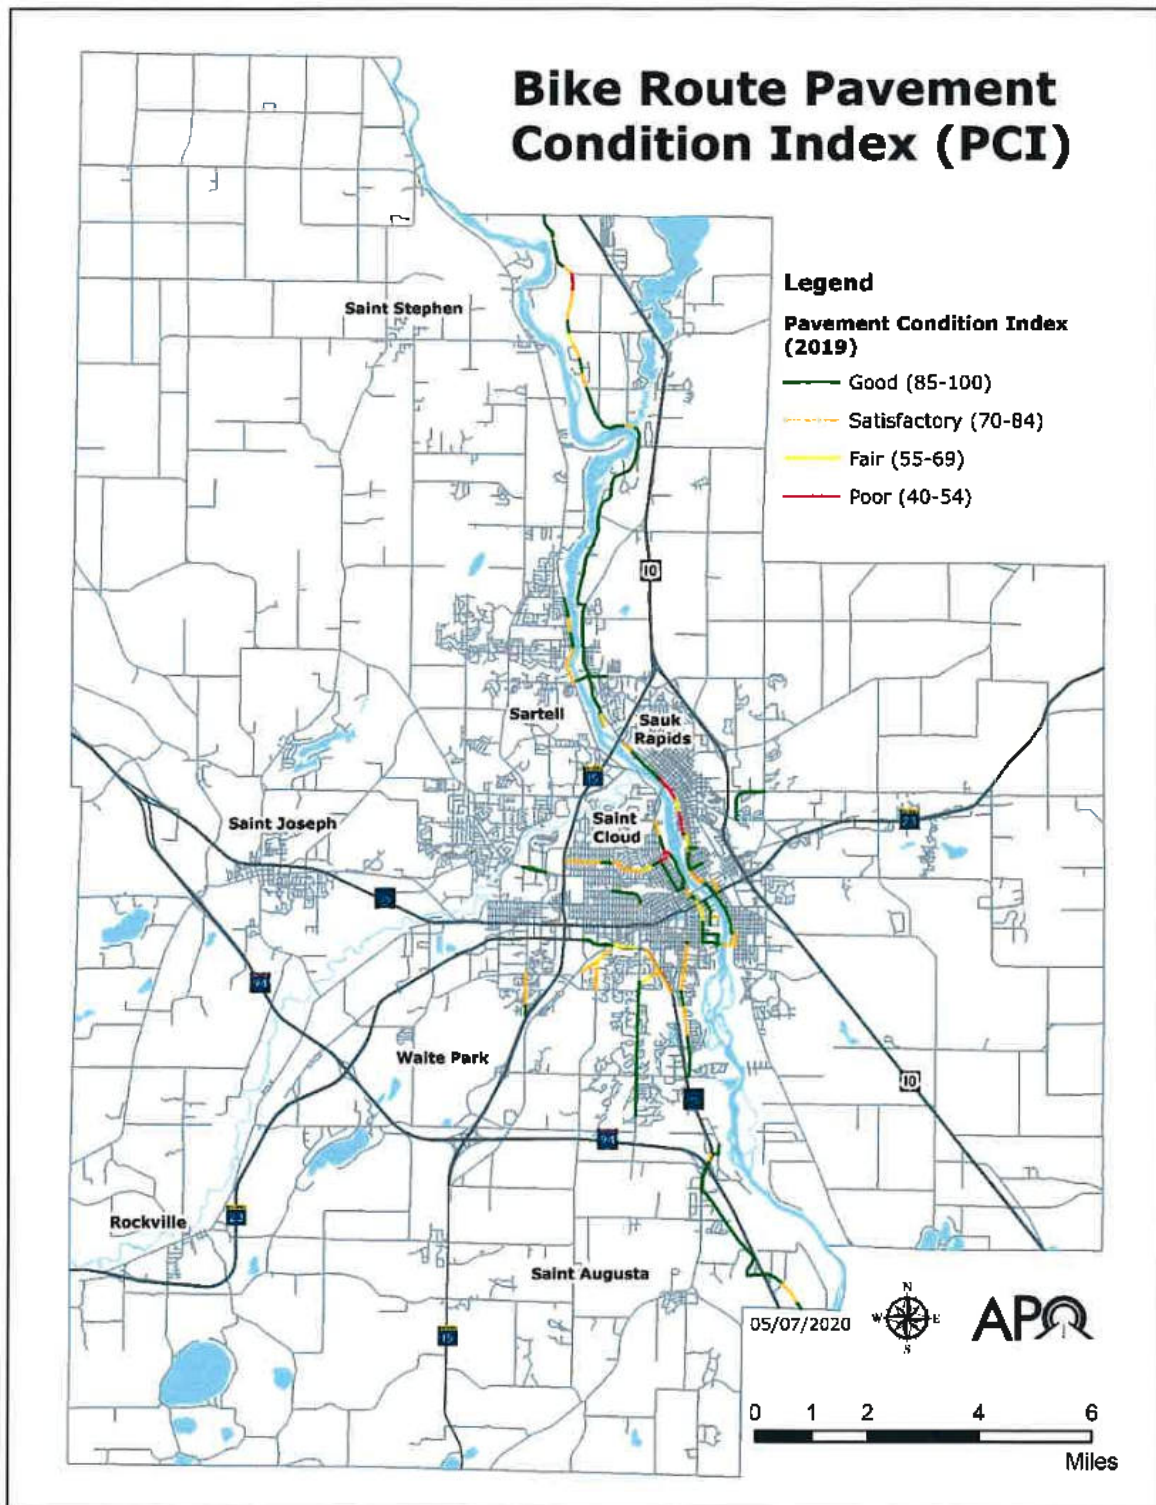 Bike Route Pavement
Condition Index (PCI)
Legend
Pavement Condition Index
(2019)
Good (85-100)
Satisfactory (70-84)
Fair (55-69)
Poor (40-54)
Saint Stephen
10
Sartell
Sauk
Rapids
15
Saint Joseph
Saint
Cloud
23
94
Waite Park
10
94
Rockville
23
Saint Augusta
15
05/07/2020
N
W
E
S
APO
0
1
2
4
6
Miles